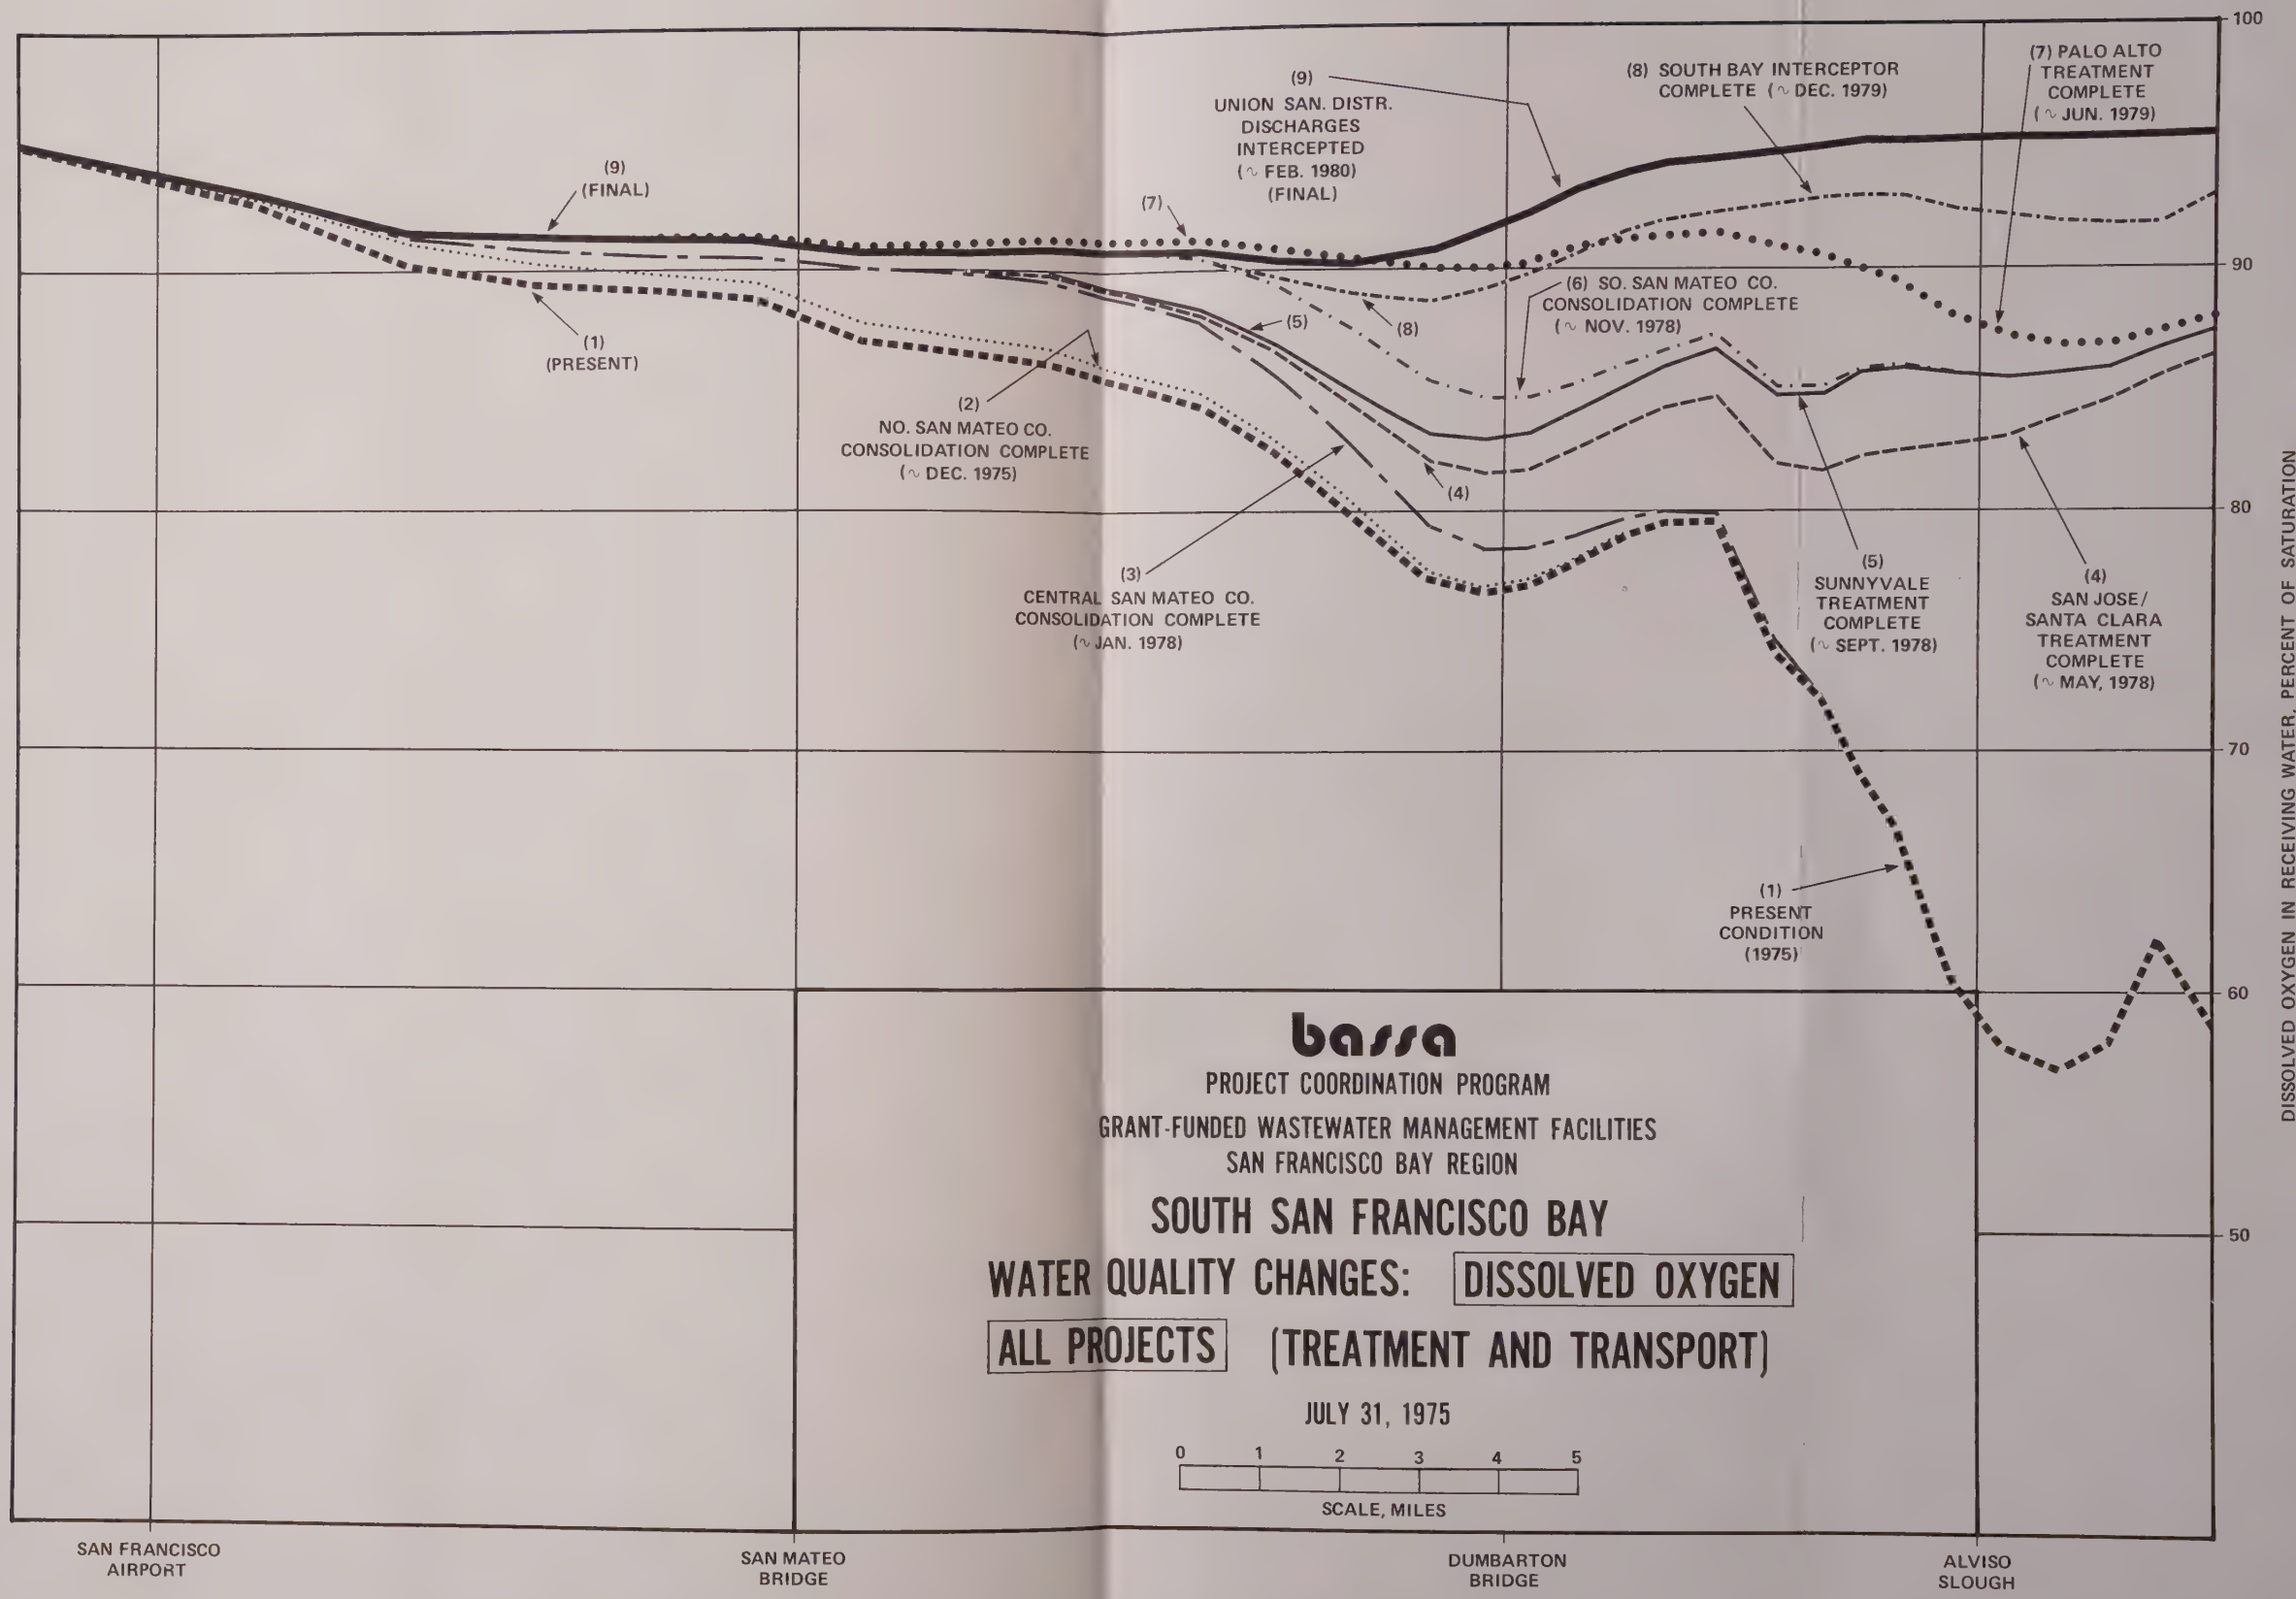 100
90
80
70
60
50
DISSOLVED OXYGEN IN RECEIVING WATER, PERCENT OF SATURATION
(9)
(FINAL)
(1)
(PRESENT)
(2)
NO. SAN MATEO CO.
CONSOLIDATION COMPLETE
(~ DEC. 1975)
(3)
CENTRAL SAN MATEO CO.
CONSOLIDATION COMPLETE
(~ JAN. 1978)
(7)
(9)
UNION SAN. DISTR.
DISCHARGES
INTERCEPTED
(~ FEB. 1980)
(FINAL)
(5)
(8)
(4)
(8) SOUTH BAY INTERCEPTOR
COMPLETE (~ DEC. 1979)
(7) PALO ALTO
TREATMENT
COMPLETE
(~ JUN. 1979)
(6) SO. SAN MATEO CO.
CONSOLIDATION COMPLETE
(~ NOV. 1978)
(5)
SUNNYVALE
TREATMENT
COMPLETE
(~ SEPT. 1978)
(4)
SAN JOSE/
SANTA CLARA
TREATMENT
COMPLETE
(~ MAY, 1978)
(1)
PRESENT
CONDITION
(1975)
bassa
PROJECT COORDINATION PROGRAM
GRANT-FUNDED WASTEWATER MANAGEMENT FACILITIES
SAN FRANCISCO BAY REGION
SOUTH SAN FRANCISCO BAY
WATER QUALITY CHANGES: DISSOLVED OXYGEN
ALL PROJECTS (TREATMENT AND TRANSPORT)
JULY 31, 1975
0 1 2 3 4 5
SCALE, MILES
SAN FRANCISCO
AIRPORT
SAN MATEO
BRIDGE
DUMBARTON
BRIDGE
ALVISO
SLOUGH